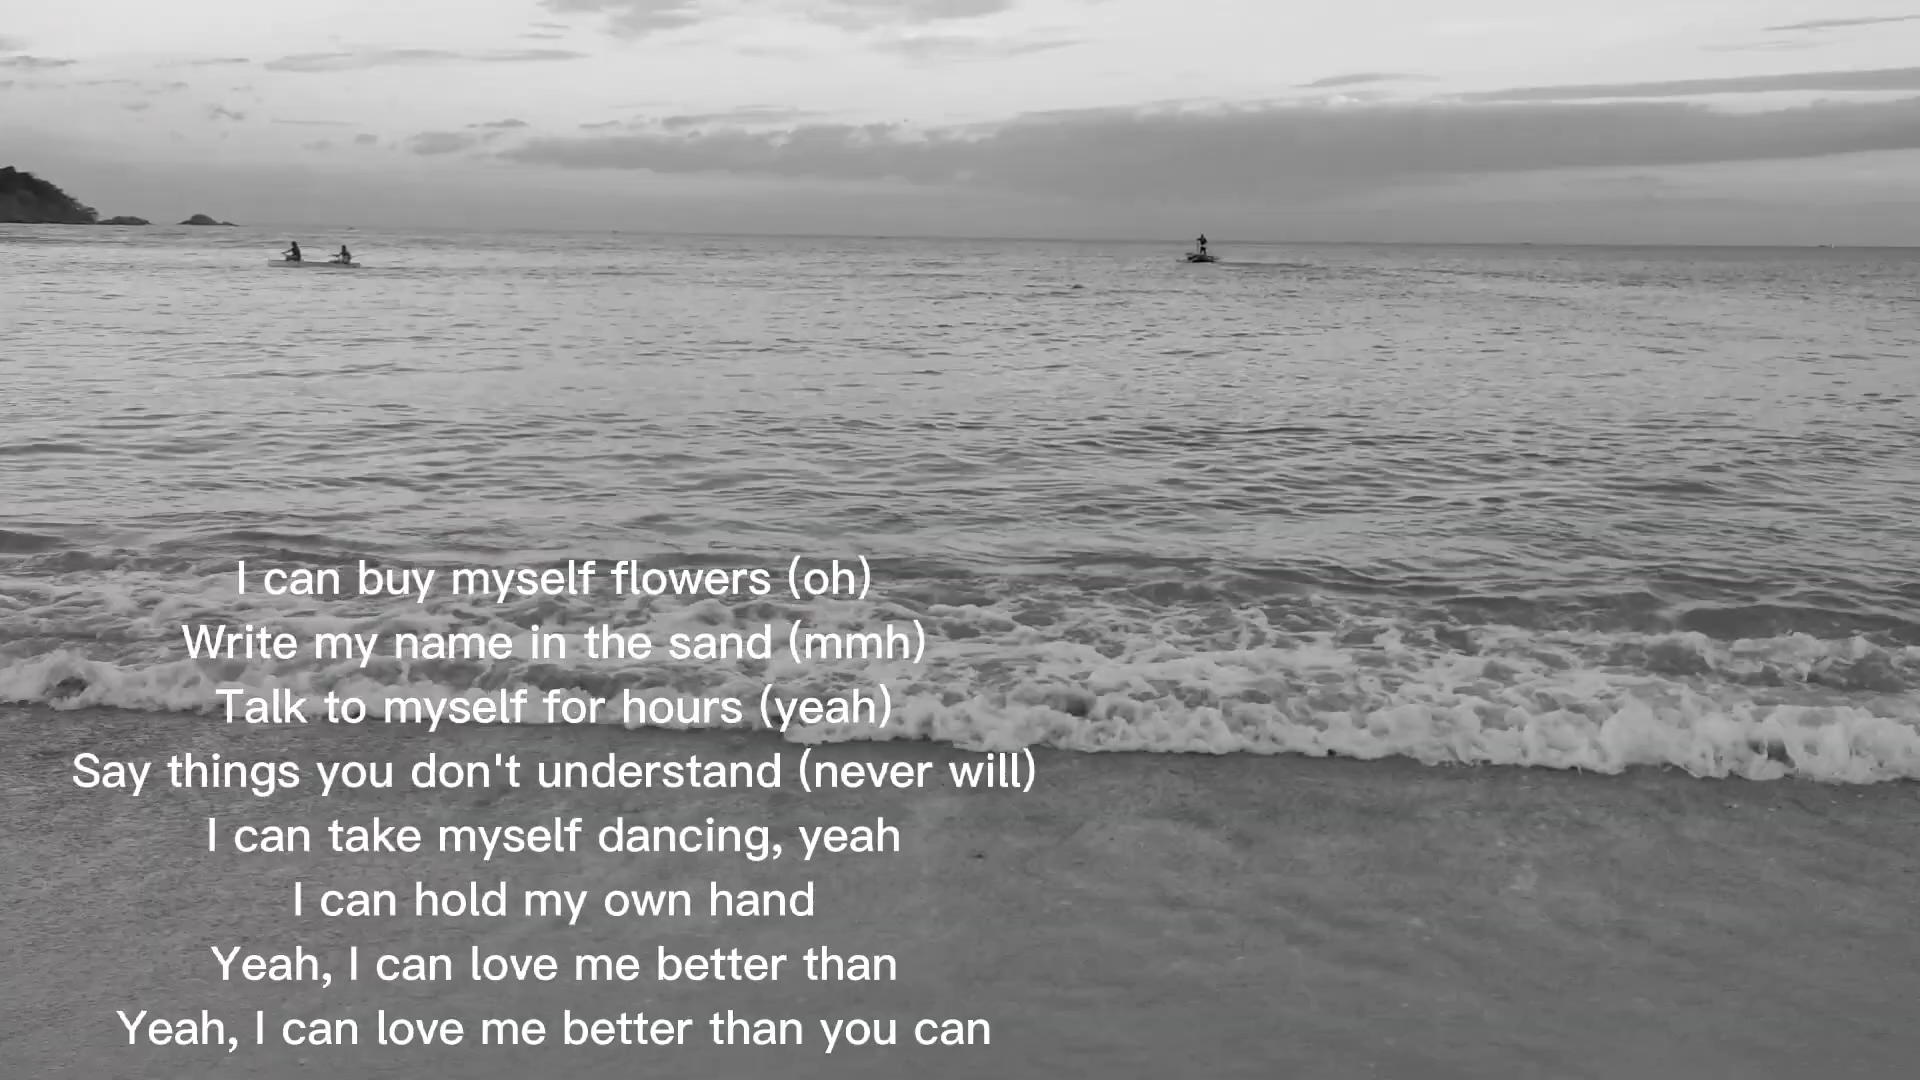 I can buy myself flowers (oh)
Write my name in the sand (mmh)
Talk to myself for hours (yeah)
Say things you don't understand (never will)
I can take myself dancing, yeah
I can hold my own hand
Yeah, I can love me better than
Yeah, I can love me better than you can